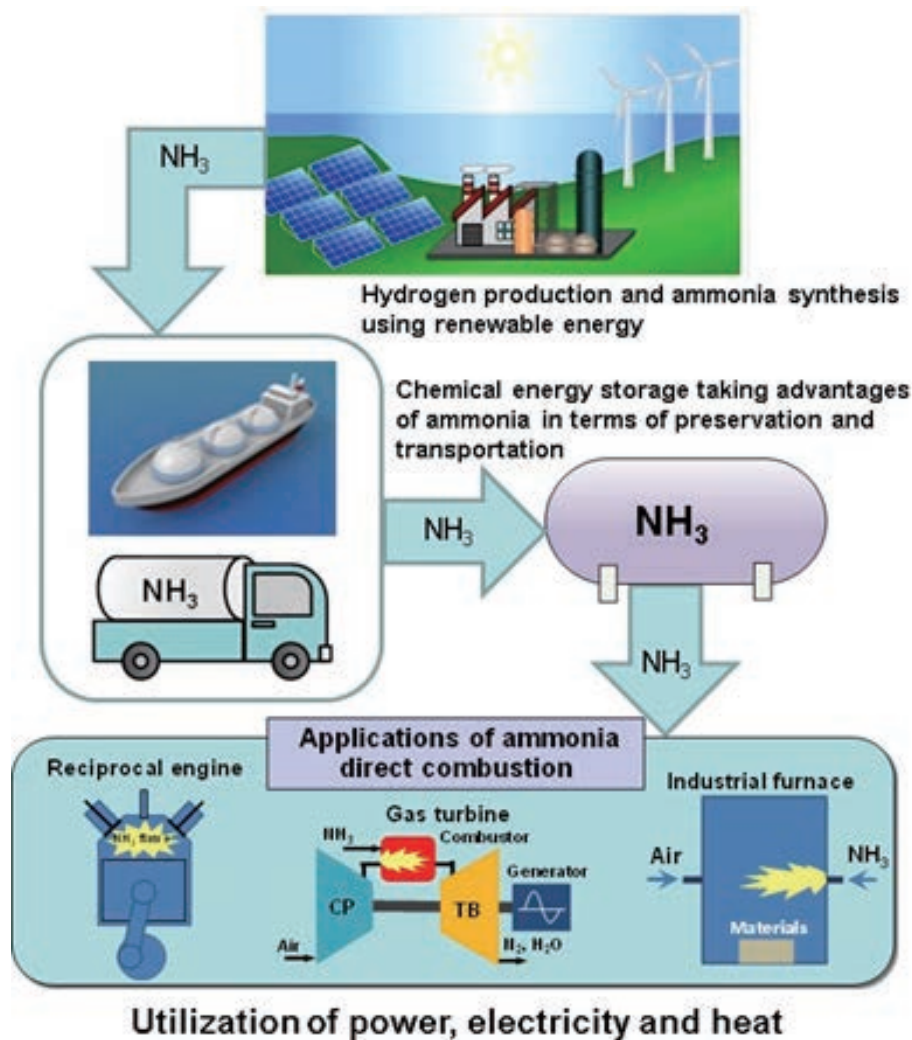 NH₃
Hydrogen production and ammonia synthesis
using renewable energy
Chemical energy storage taking advantages
of ammonia in terms of preservation and
transportation
NH₃
NH₃
NH₃
NH₃
Applications of ammonia
direct combustion
Reciprocal engine
Gas turbine
NH₃
Combustor
Generator
CP
TB
Air
N₂, H₂O
Industrial furnace
Air
NH₃
Materials
Utilization of power, electricity and heat